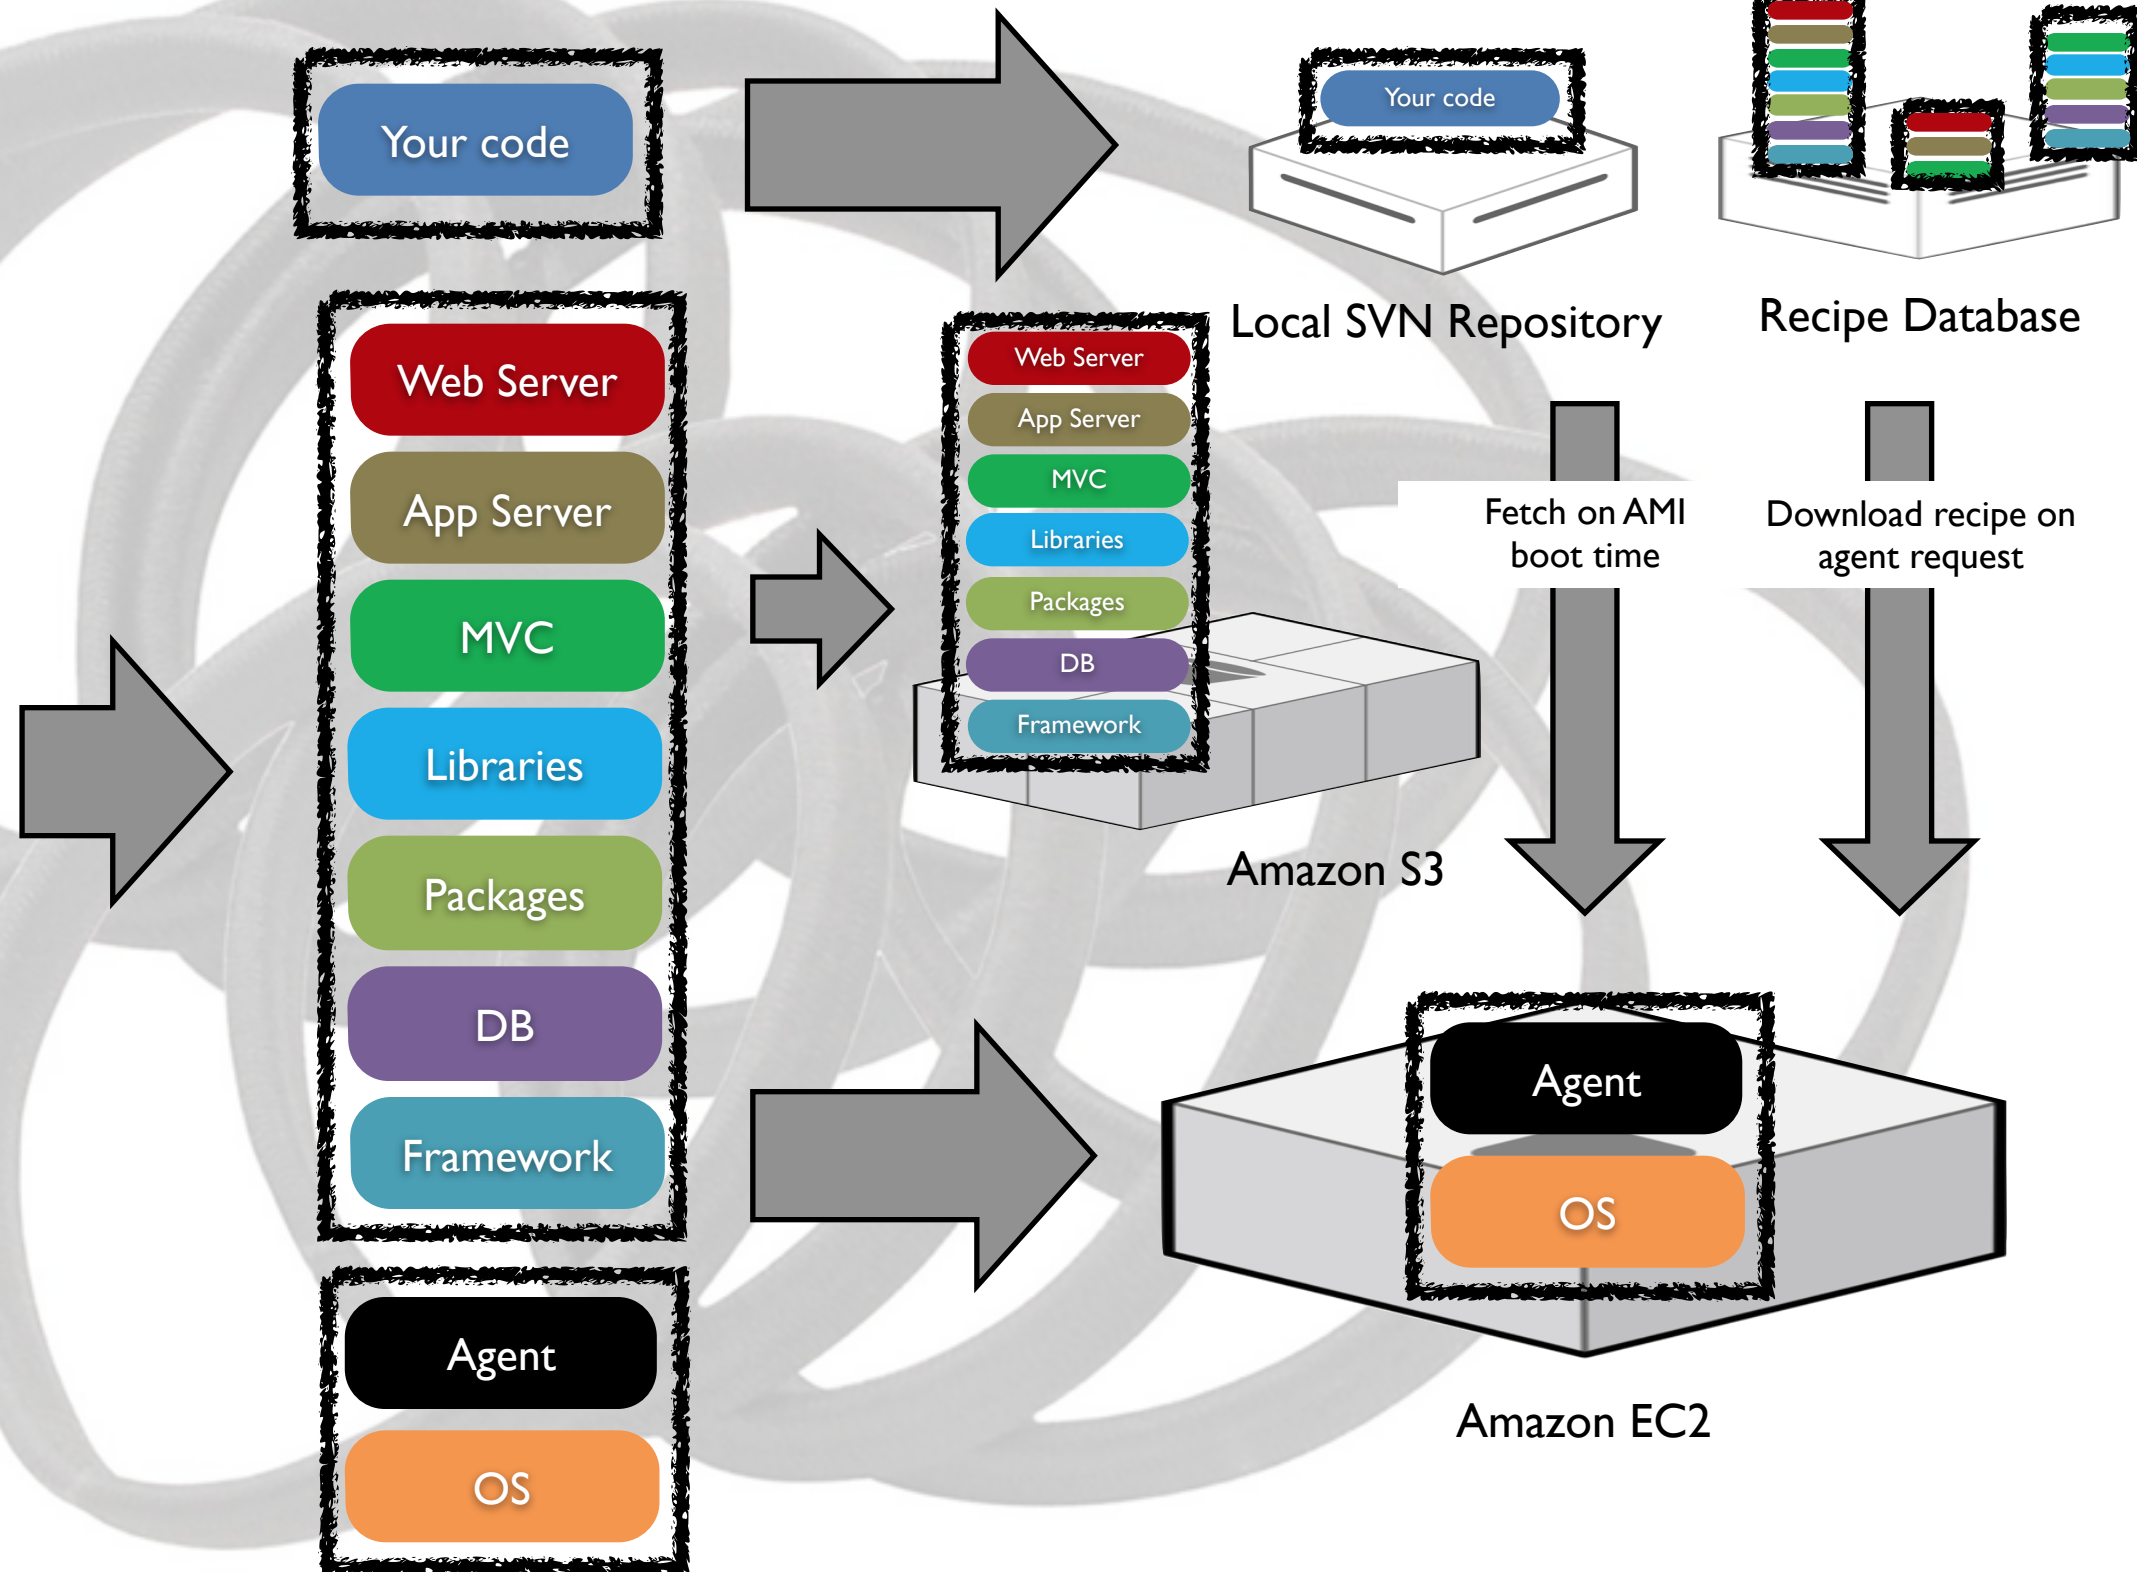 Your code
Web Server
App Server
MVC
Libraries
Packages
DB
Framework
Agent
OS
Your code
Local SVN Repository
Recipe Database
Web Server
App Server
MVC
Libraries
Packages
DB
Framework
Amazon S3
Fetch on AMI
boot time
Download recipe on
agent request
Agent
OS
Amazon EC2